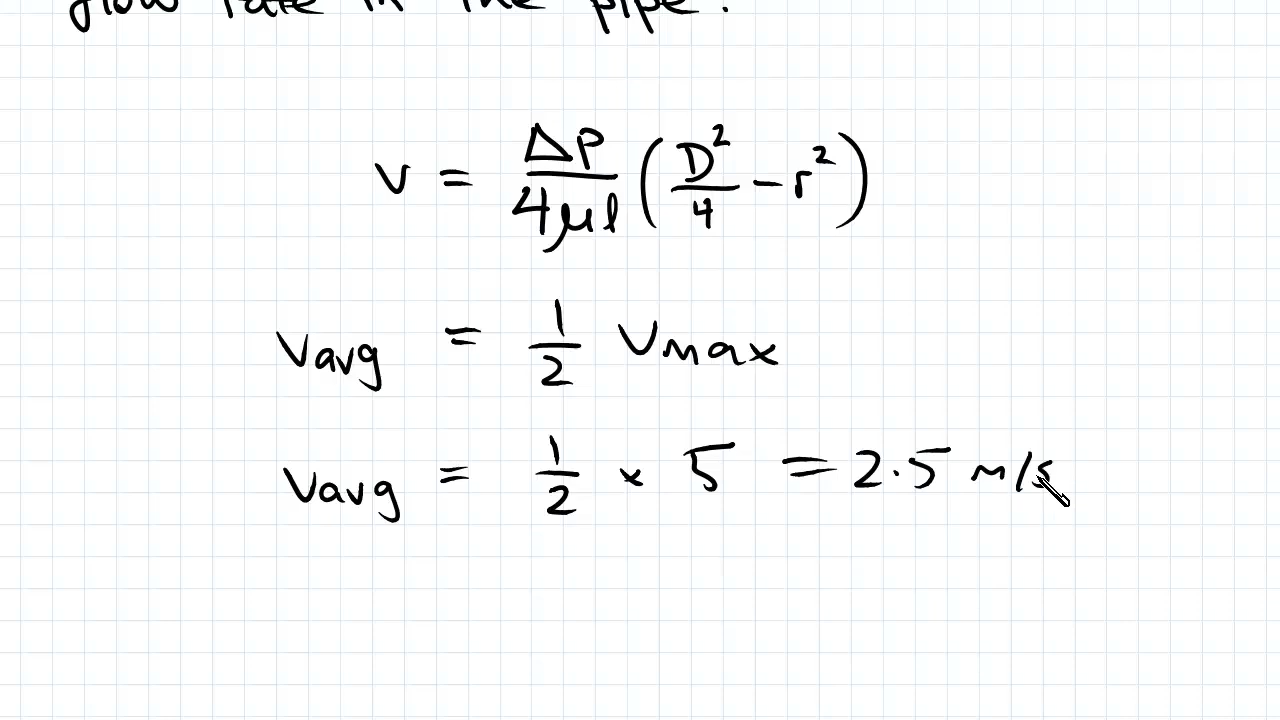 flow rate in the pipe.
v = ΔP/4μl (D²/4 - r²)
Vavg = 1/2 Vmax
Vavg = 1/2 × 5 = 2.5 m/s